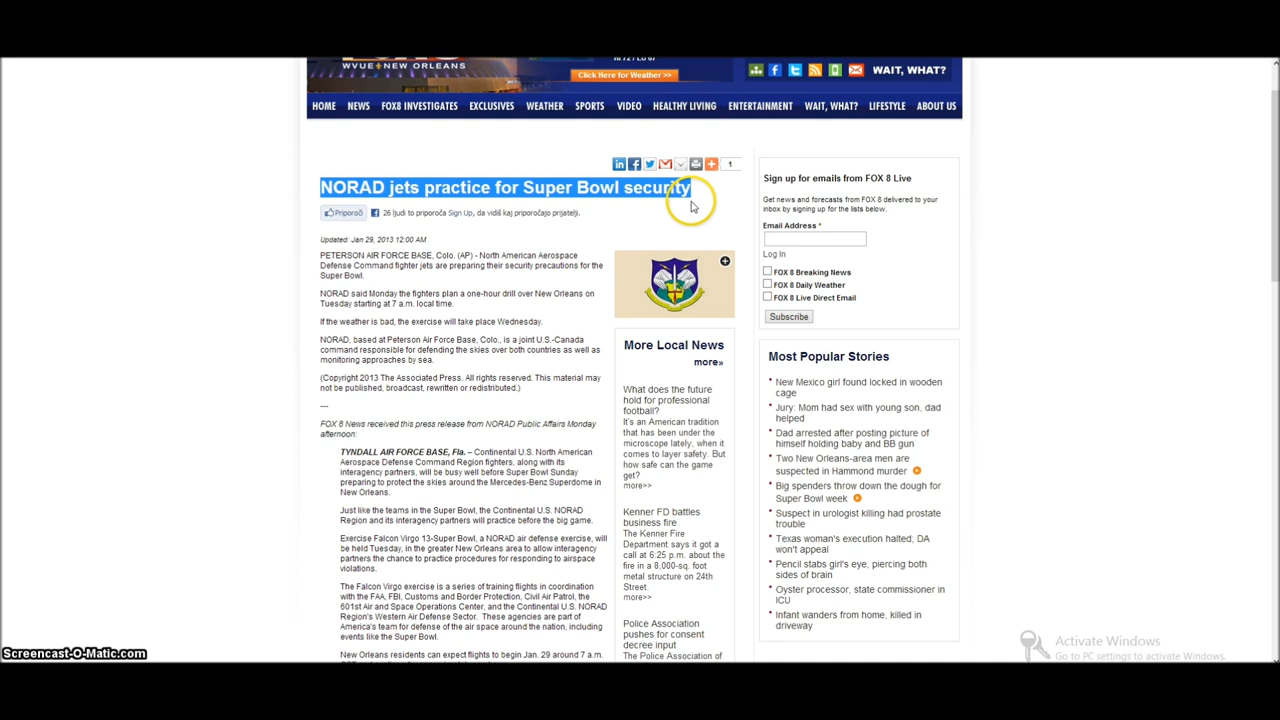 WVUE NEW ORLEANS
Click Here for Weather >>
WAIT, WHAT?
HOME NEWS FOX8 INVESTIGATES EXCLUSIVES WEATHER SPORTS VIDEO HEALTHY LIVING ENTERTAINMENT WAIT, WHAT? LIFESTYLE ABOUT US
1
NORAD jets practice for Super Bowl security
Priporoči 26 ljudi to priporoča Sign Up, da vidiš kaj priporočajo prijatelji.
Updated: Jan 29, 2013 12:00 AM
PETERSON AIR FORCE BASE, Colo. (AP) - North American Aerospace
Defense Command fighter jets are preparing their security precautions for the
Super Bowl.
NORAD said Monday the fighters plan a one-hour drill over New Orleans on
Tuesday starting at 7 a.m. local time.
If the weather is bad, the exercise will take place Wednesday.
NORAD, based at Peterson Air Force Base, Colo., is a joint U.S.-Canada
command responsible for defending the skies over both countries as well as
monitoring approaches by sea.
(Copyright 2013 The Associated Press. All rights reserved. This material may
not be published, broadcast, rewritten or redistributed.)
---
FOX 8 News received this press release from NORAD Public Affairs Monday
afternoon:
TYNDALL AIR FORCE BASE, Fla. – Continental U.S. North American
Aerospace Defense Command Region fighters, along with its
interagency partners, will be busy well before Super Bowl Sunday
preparing to protect the skies around the Mercedes-Benz Superdome in
New Orleans.
Just like the teams in the Super Bowl, the Continental U.S. NORAD
Region and its interagency partners will practice before the big game.
Exercise Falcon Virgo 13-Super Bowl, a NORAD air defense exercise, will
be held Tuesday, in the greater New Orleans area to allow interagency
partners the chance to practice procedures for responding to airspace
violations.
The Falcon Virgo exercise is a series of training flights in coordination
with the FAA, FBI, Customs and Border Protection, Civil Air Patrol, the
601st Air and Space Operations Center, and the Continental U.S. NORAD
Region's Western Air Defense Sector. These agencies are part of
America's team for defense of the air space around the nation, including
events like the Super Bowl.
New Orleans residents can expect flights to begin Jan. 29 around 7 a.m.
More Local News
more»
What does the future
hold for professional
football?
It's an American tradition
that has been under the
microscope lately, when it
comes to layer safety. But
how safe can the game
get?
more>>
Kenner FD battles
business fire
The Kenner Fire
Department says it got a
call at 6:25 p.m. about the
fire in a 8,000-sq. foot
metal structure on 24th
Street.
more>>
Police Association
pushes for consent
decree input
The Police Association of
Sign up for emails from FOX 8 Live
Get news and forecasts from FOX 8 delivered to your
inbox by signing up for the lists below.
Email Address *
Log In
FOX 8 Breaking News
FOX 8 Daily Weather
FOX 8 Live Direct Email
Subscribe
Most Popular Stories
New Mexico girl found locked in wooden
cage
Jury: Mom had sex with young son, dad
helped
Dad arrested after posting picture of
himself holding baby and BB gun
Two New Orleans-area men are
suspected in Hammond murder
Big spenders throw down the dough for
Super Bowl week
Suspect in urologist killing had prostate
trouble
Texas woman's execution halted; DA
won't appeal
Pencil stabs girl's eye, piercing both
sides of brain
Oyster processor, state commissioner in
ICU
Infant wanders from home, killed in
driveway
Activate Windows
Go to PC settings to activate Windows.
Screencast-O-Matic.com